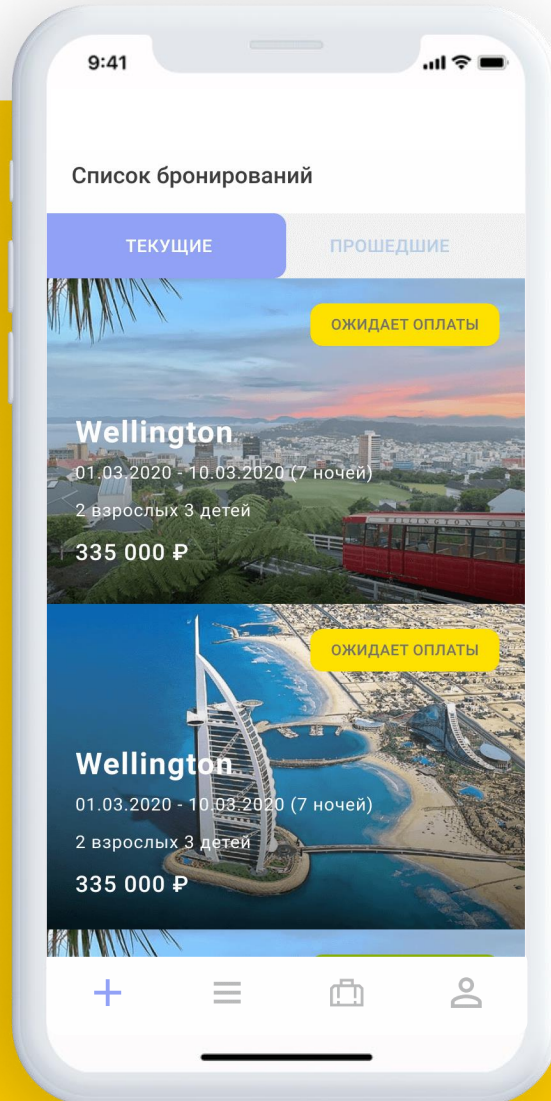 9:41
Список бронирований
ТЕКУЩИЕ
ПРОШЕДШИЕ
ОЖИДАЕТ ОПЛАТЫ
Wellington
01.03.2020 - 10.03.2020 (7 ночей)
2 взрослых 3 детей
335 000 ₽
ОЖИДАЕТ ОПЛАТЫ
Wellington
01.03.2020 - 10.03.2020 (7 ночей)
2 взрослых 3 детей
335 000 ₽